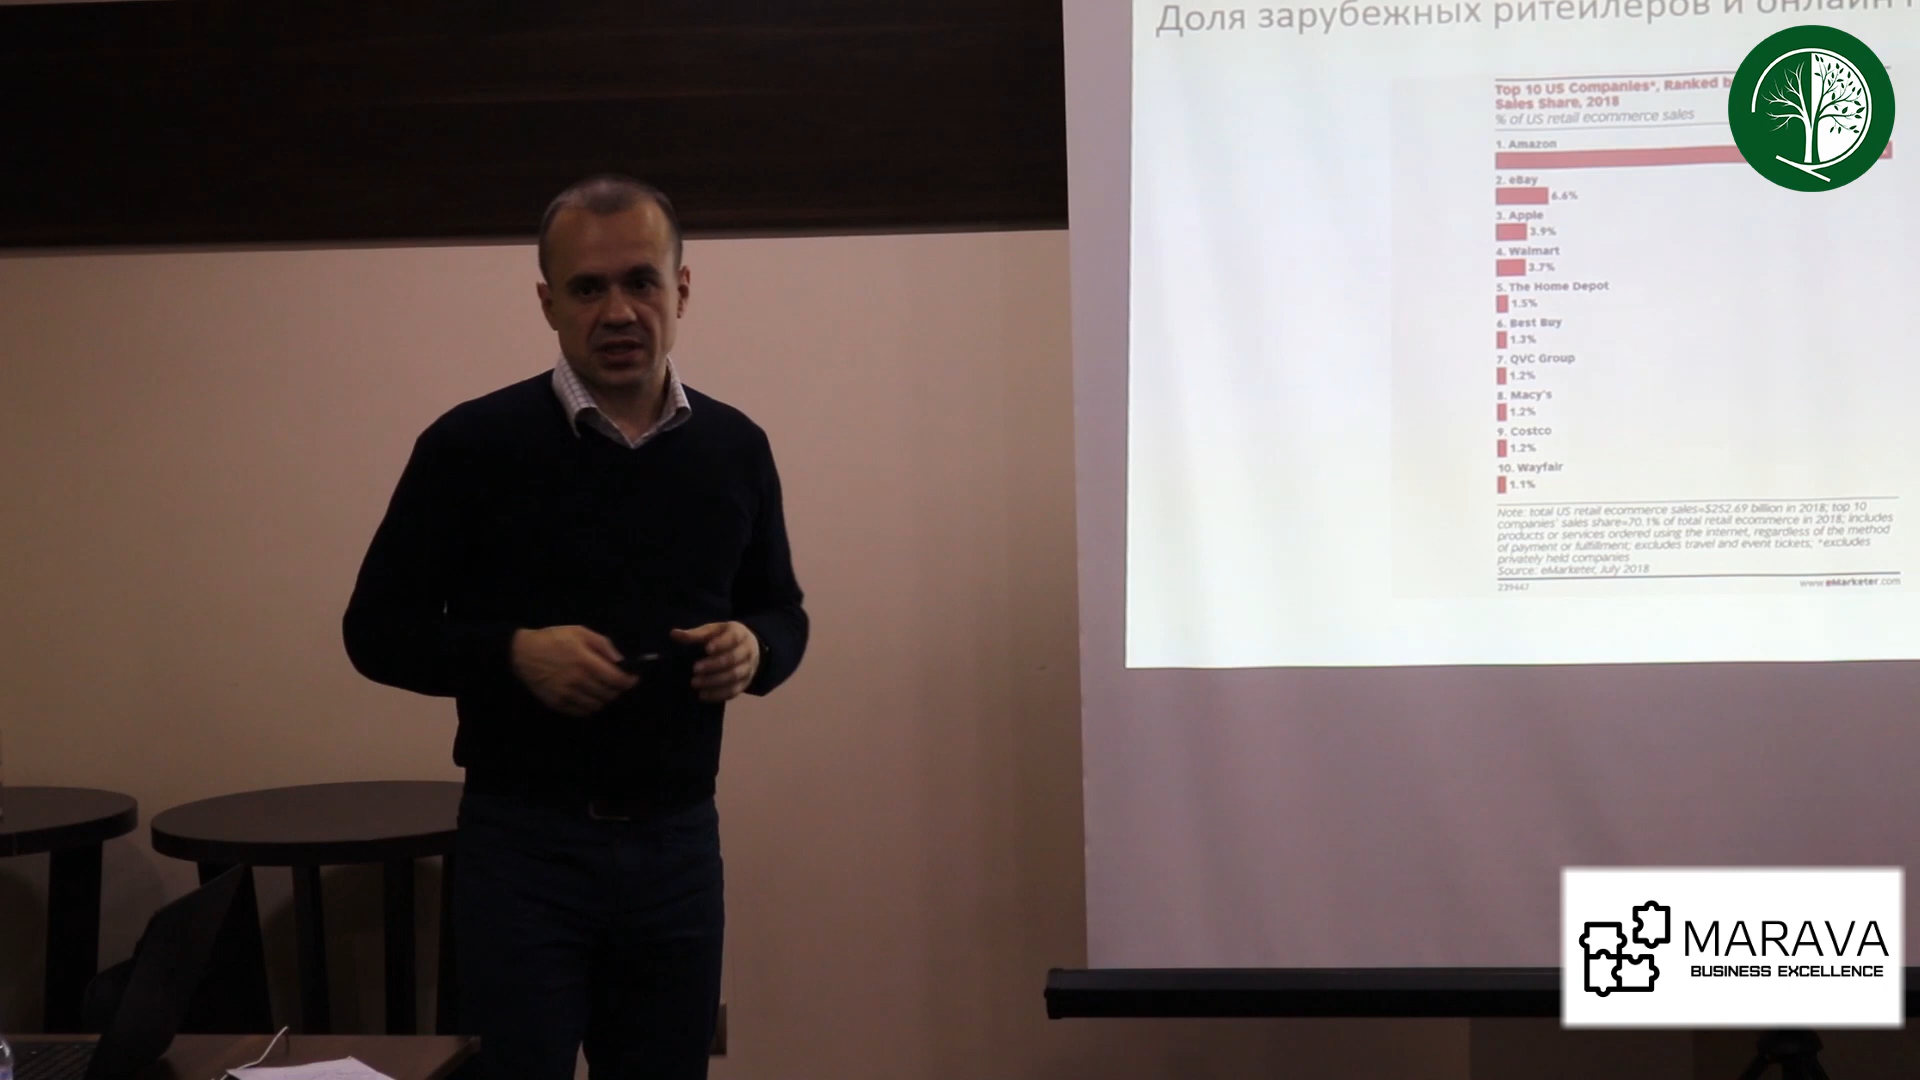 Доля зарубежных ритейлеров и онлайн
Top 10 US Companies*, Ranked b
Sales Share, 2018
% of US retail ecommerce sales
1. Amazon
2. eBay
6.6%
3. Apple
3.9%
4. Walmart
3.7%
5. The Home Depot
1.5%
6. Best Buy
1.3%
7. QVC Group
1.2%
8. Macy's
1.2%
9. Costco
1.2%
10. Wayfair
1.1%
Note: total US retail ecommerce sales=$252.69 billion in 2018; top 10
companies' sales share=70.1% of total retail ecommerce in 2018; includes
products or services ordered using the internet, regardless of the method
of payment or fulfillment; excludes travel and event tickets; *excludes
privately held companies
Source: eMarketer, July 2018
239447
www.eMarketer.com
MARAVA
BUSINESS EXCELLENCE